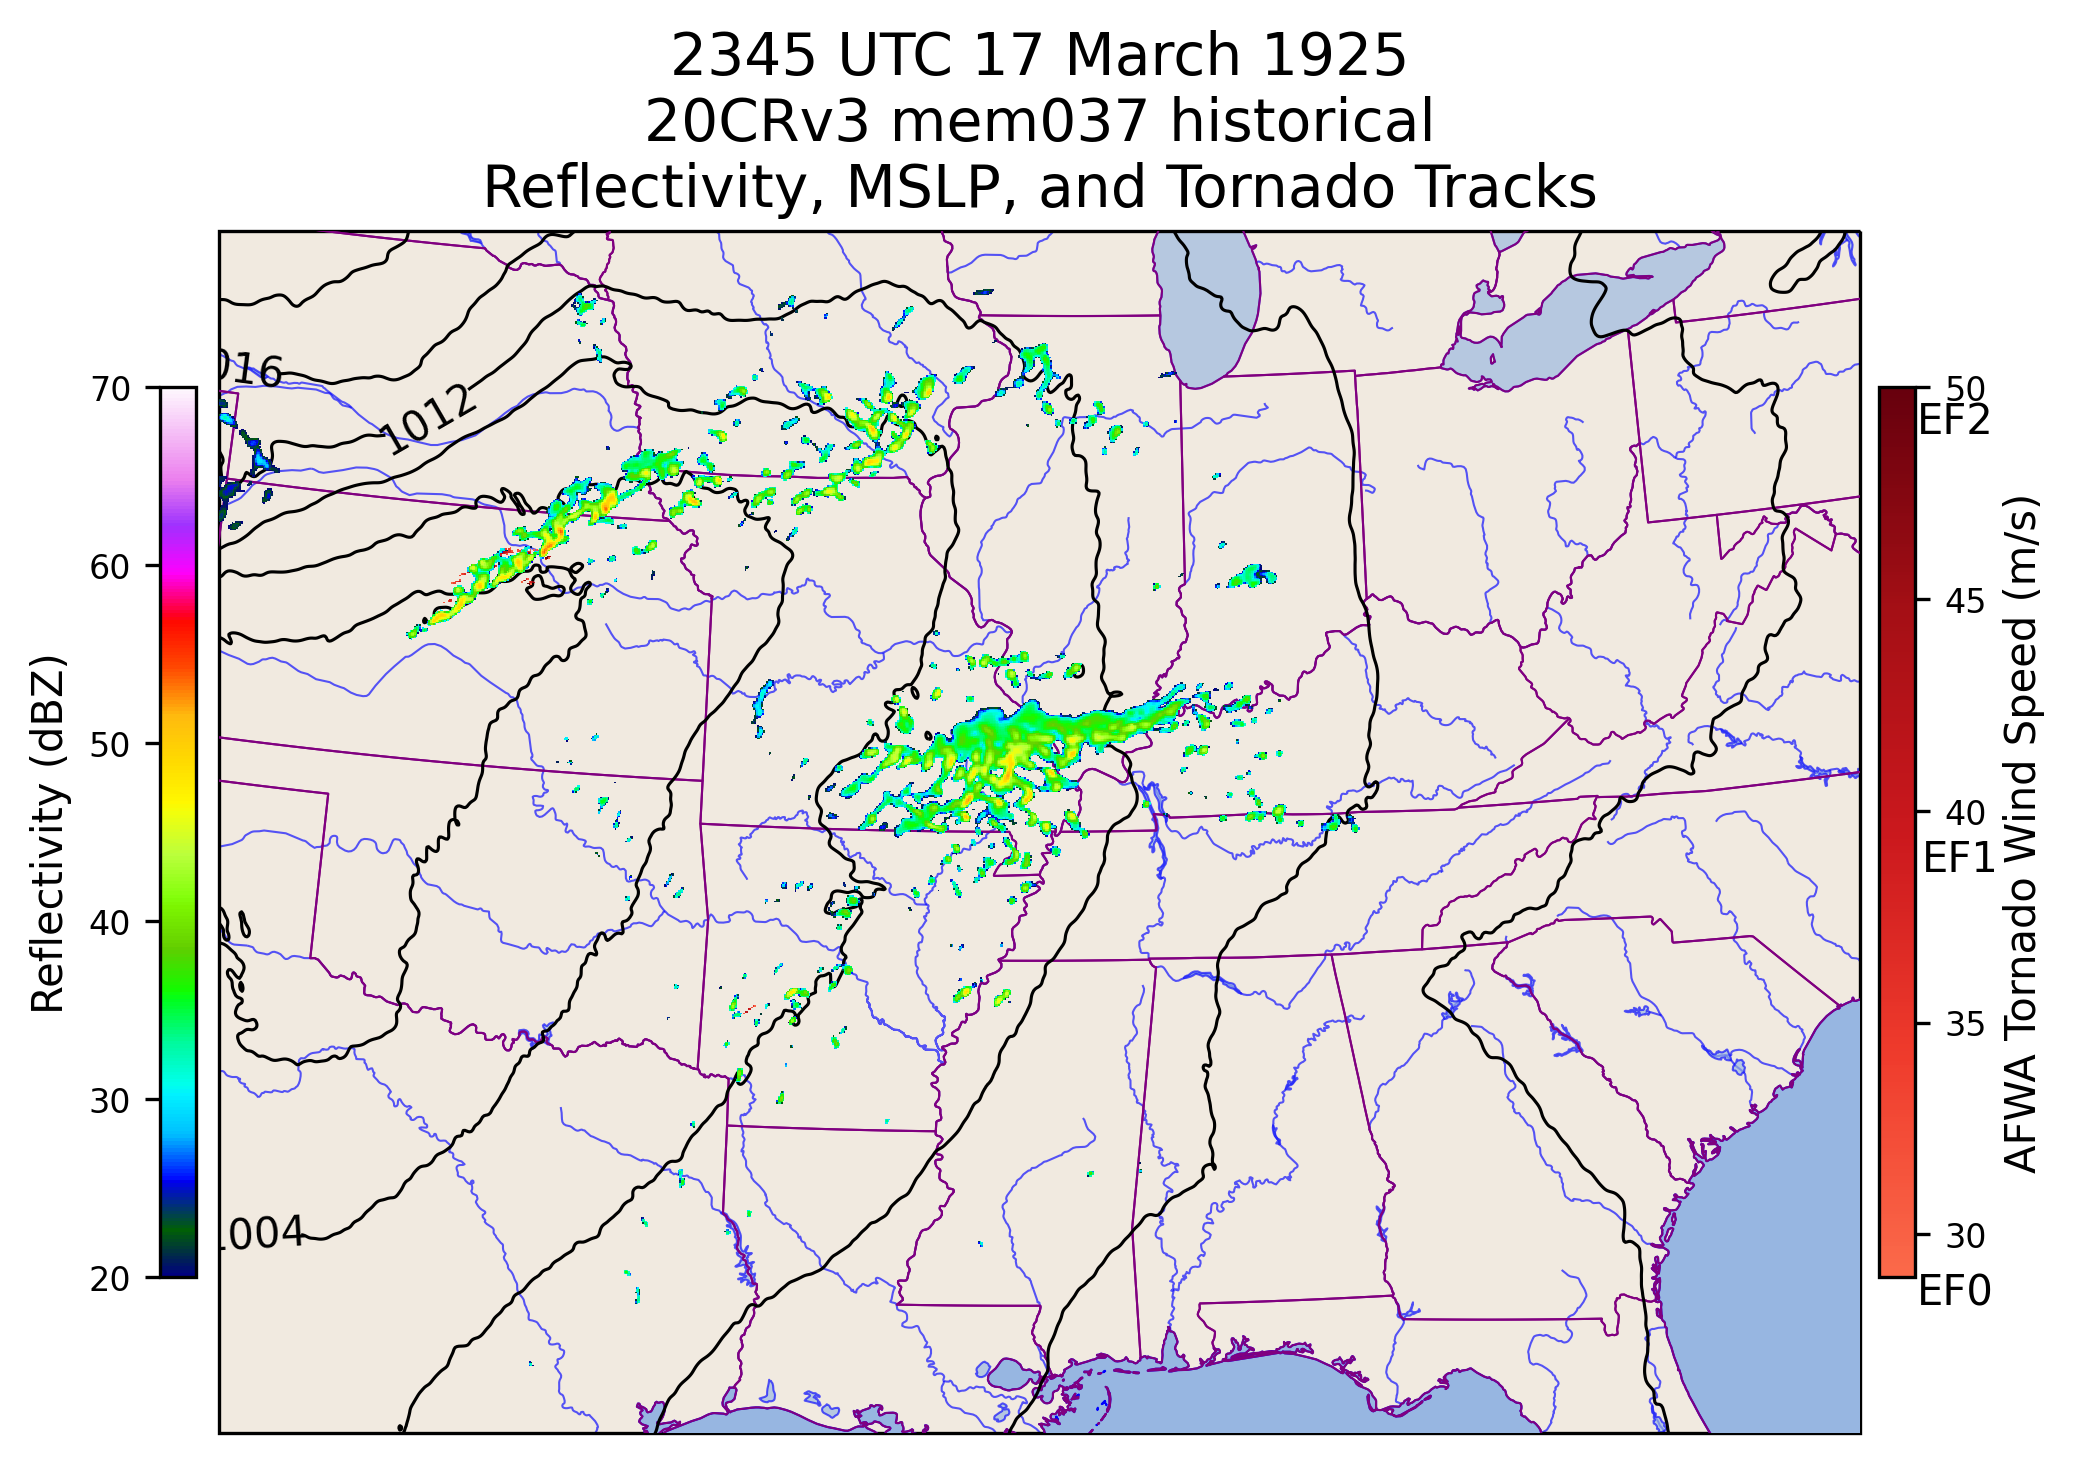 2345 UTC 17 March 1925
20CRv3 mem037 historical
Reflectivity, MSLP, and Tornado Tracks
016
1012
1004
Reflectivity (dBZ)
70
60
50
40
30
20
50
EF2
45
40
EF1
35
30
EF0
AFWA Tornado Wind Speed (m/s)